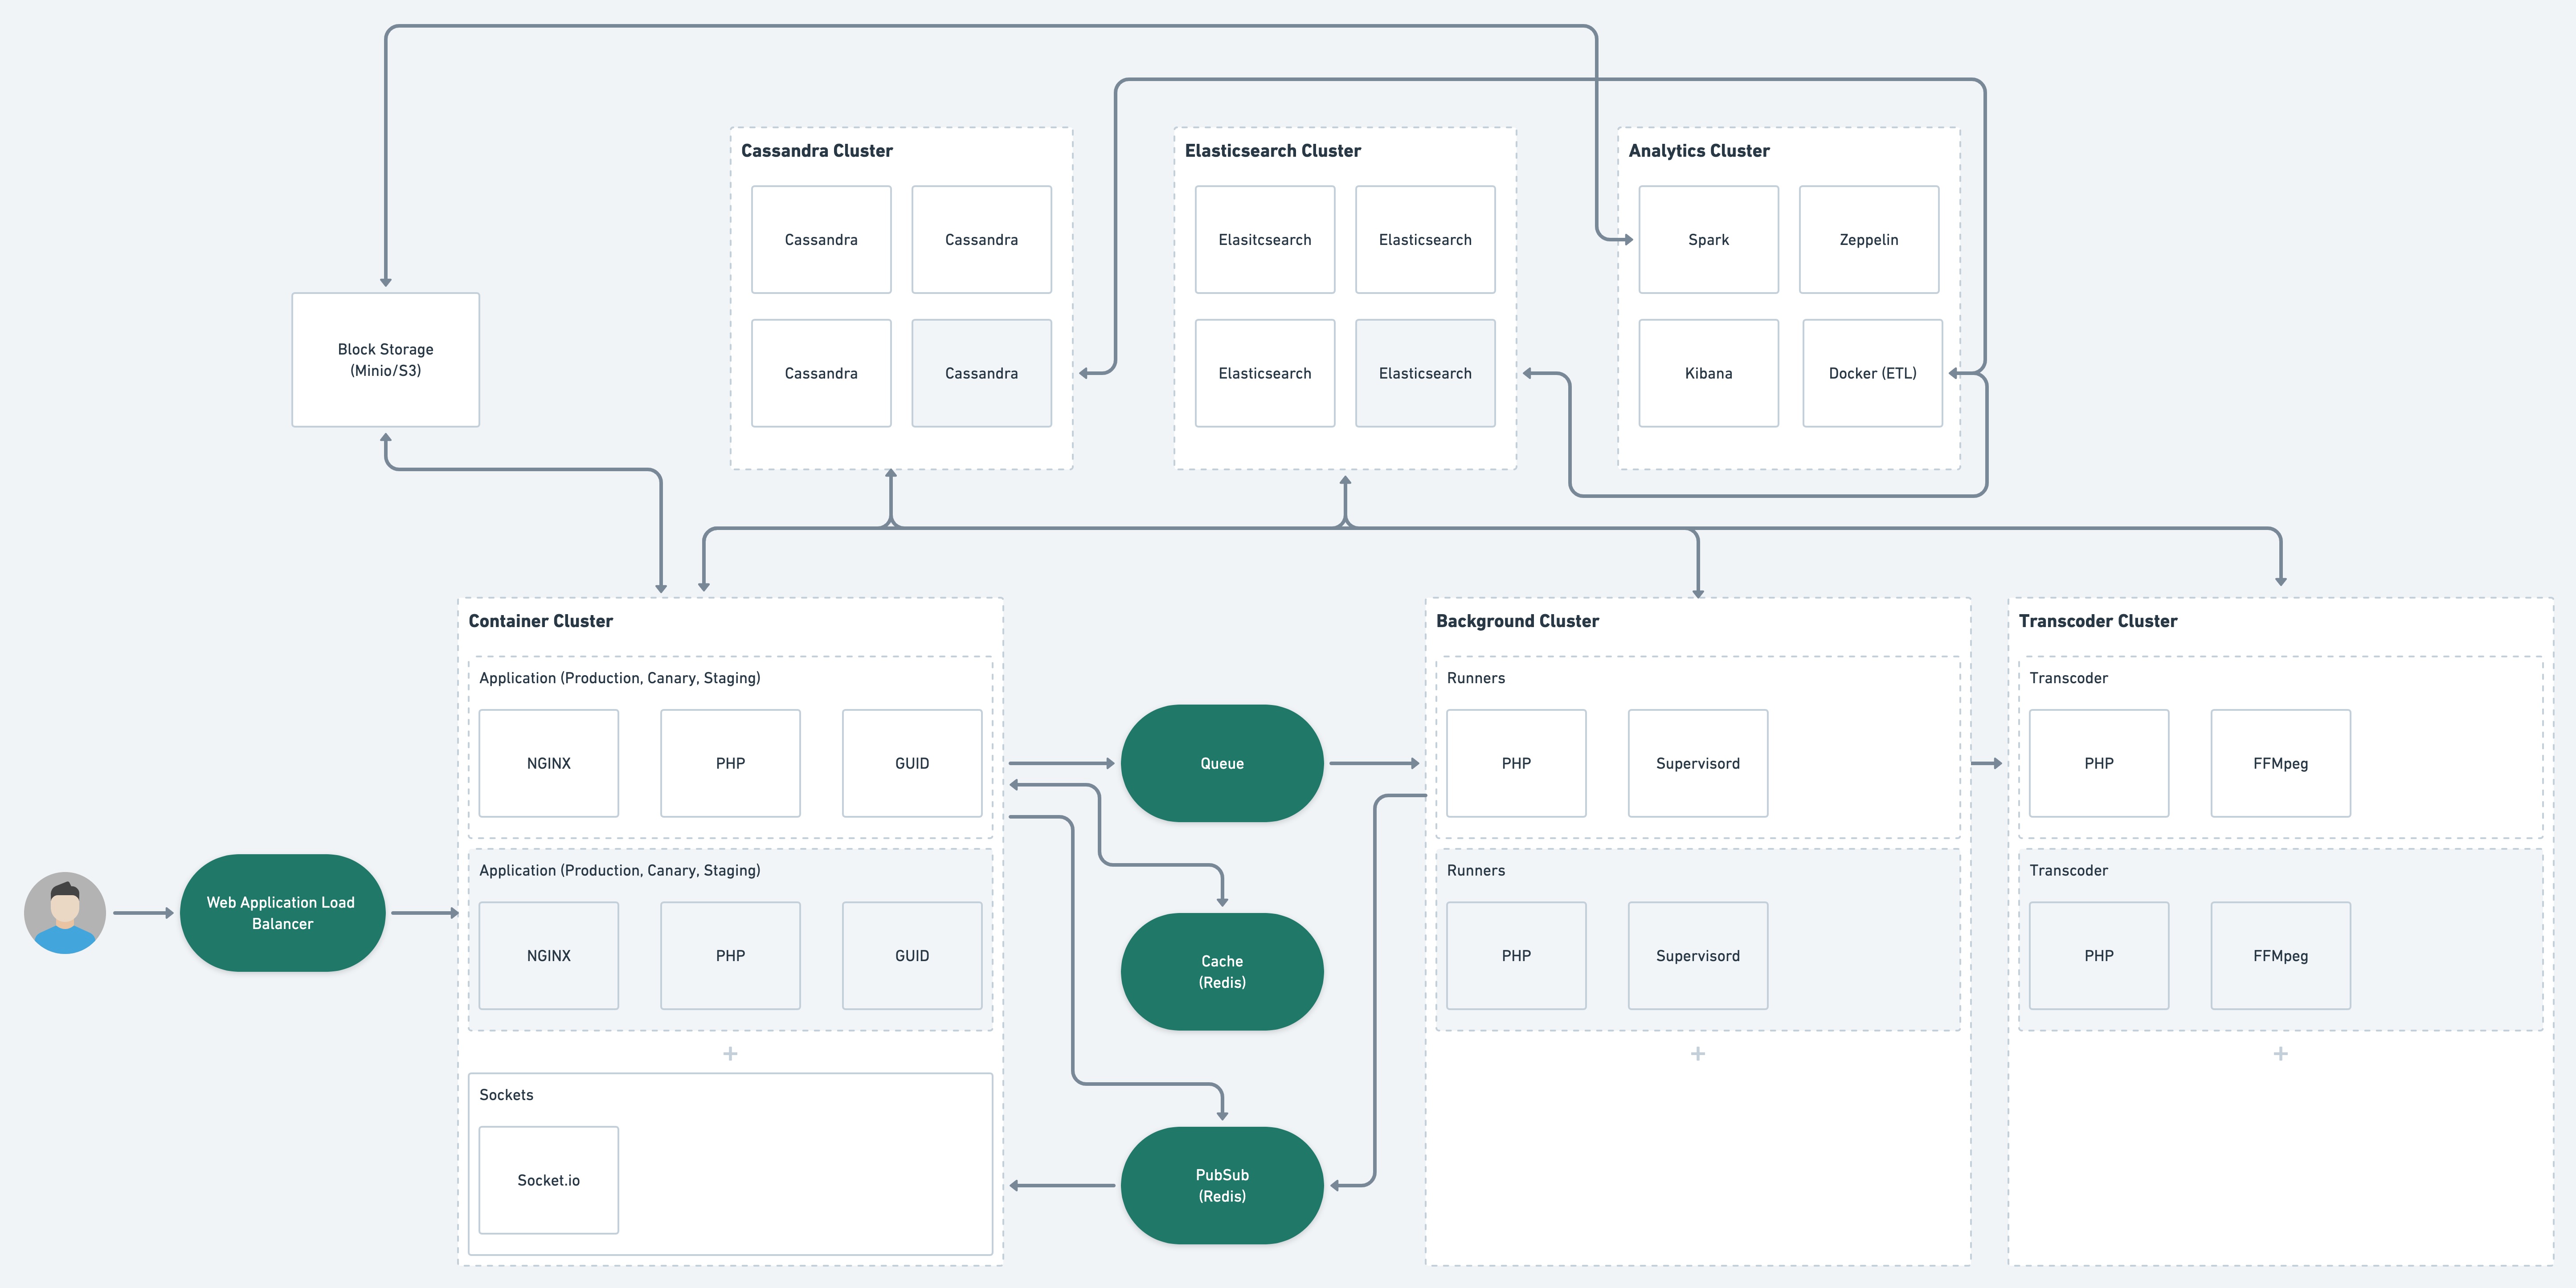 Cassandra Cluster
Cassandra
Cassandra
Cassandra
Cassandra
Elasticsearch Cluster
Elasitcsearch
Elasticsearch
Elasticsearch
Elasticsearch
Analytics Cluster
Spark
Zeppelin
Kibana
Docker (ETL)
Block Storage
(Minio/S3)
Web Application Load
Balancer
Container Cluster
Application (Production, Canary, Staging)
NGINX
PHP
GUID
Application (Production, Canary, Staging)
NGINX
PHP
GUID
+
Sockets
Socket.io
Queue
Cache
(Redis)
PubSub
(Redis)
Background Cluster
Runners
PHP
Supervisord
Runners
PHP
Supervisord
+
Transcoder Cluster
Transcoder
PHP
FFMpeg
Transcoder
PHP
FFMpeg
+